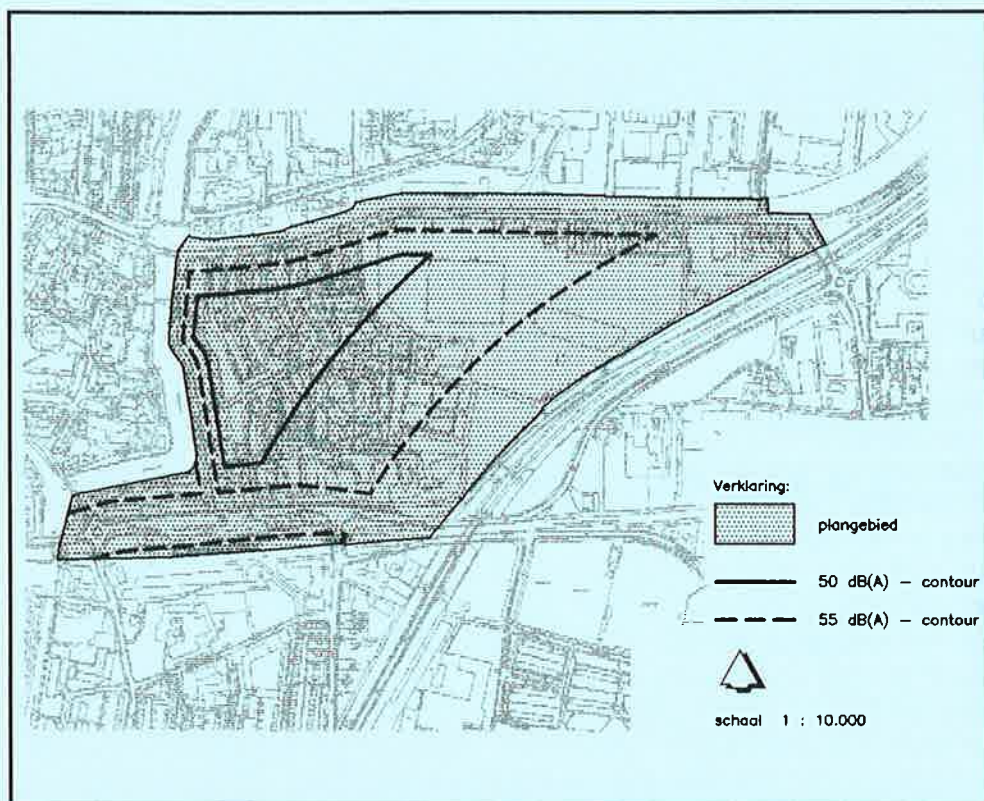 Verklaring:
plangebied
50 dB(A) – contour
55 dB(A) – contour
schaal 1 : 10.000